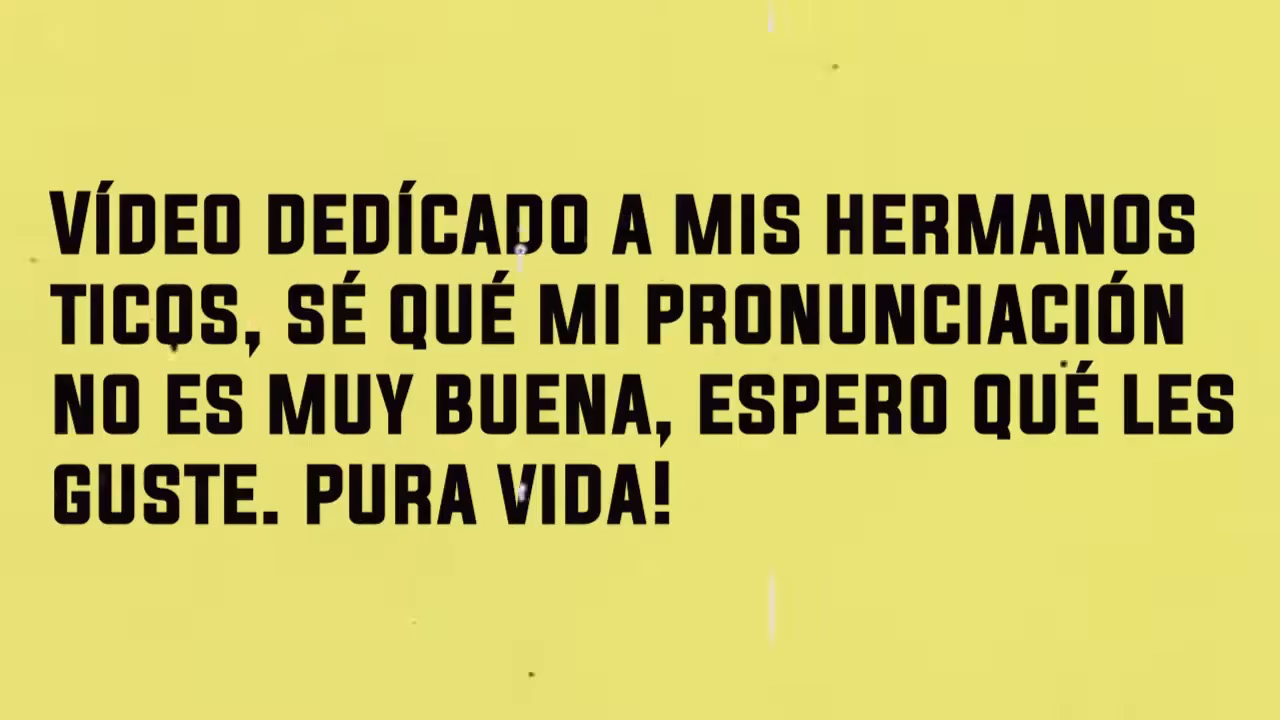 VÍDEO DEDÍCADO A MIS HERMANOS
TICOS, SÉ QUÉ MI PRONUNCIACIÓN
NO ES MUY BUENA, ESPERO QUÉ LES
GUSTE. PURA VIDA!